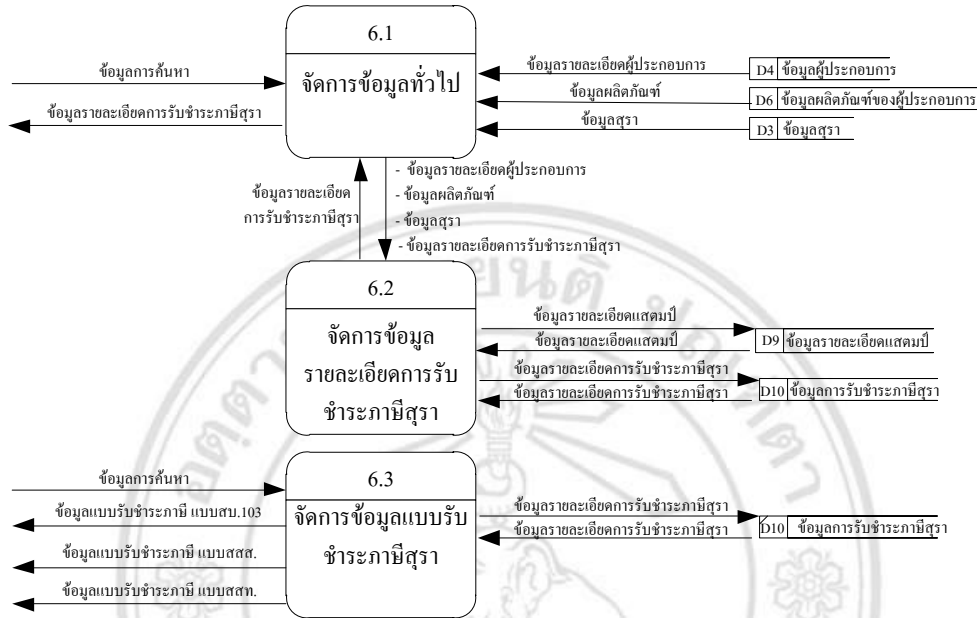 6.1
จัดการข้อมูลทั่วไป
ข้อมูลการค้นหา
ข้อมูลรายละเอียดการรับชำระภาษีสุรา
ข้อมูลรายละเอียดผู้ประกอบการ
D4 ข้อมูลผู้ประกอบการ
ข้อมูลผลิตภัณฑ์
D6 ข้อมูลผลิตภัณฑ์ของผู้ประกอบการ
ข้อมูลสุรา
D3 ข้อมูลสุรา
ข้อมูลรายละเอียด
การรับชำระภาษีสุรา
- ข้อมูลรายละเอียดผู้ประกอบการ
- ข้อมูลผลิตภัณฑ์
- ข้อมูลสุรา
- ข้อมูลรายละเอียดการรับชำระภาษีสุรา
6.2
จัดการข้อมูล
รายละเอียดการรับ
ชำระภาษีสุรา
ข้อมูลรายละเอียดแสตมป์
ข้อมูลรายละเอียดแสตมป์
D9 ข้อมูลรายละเอียดแสตมป์
ข้อมูลรายละเอียดการรับชำระภาษีสุรา
ข้อมูลรายละเอียดการรับชำระภาษีสุรา
D10 ข้อมูลการรับชำระภาษีสุรา
6.3
จัดการข้อมูลแบบรับ
ชำระภาษีสุรา
ข้อมูลการค้นหา
ข้อมูลแบบรับชำระภาษี แบบสบ.103
ข้อมูลแบบรับชำระภาษี แบบสสส.
ข้อมูลแบบรับชำระภาษี แบบสสท.
ข้อมูลรายละเอียดการรับชำระภาษีสุรา
ข้อมูลรายละเอียดการรับชำระภาษีสุรา
D10 ข้อมูลการรับชำระภาษีสุรา